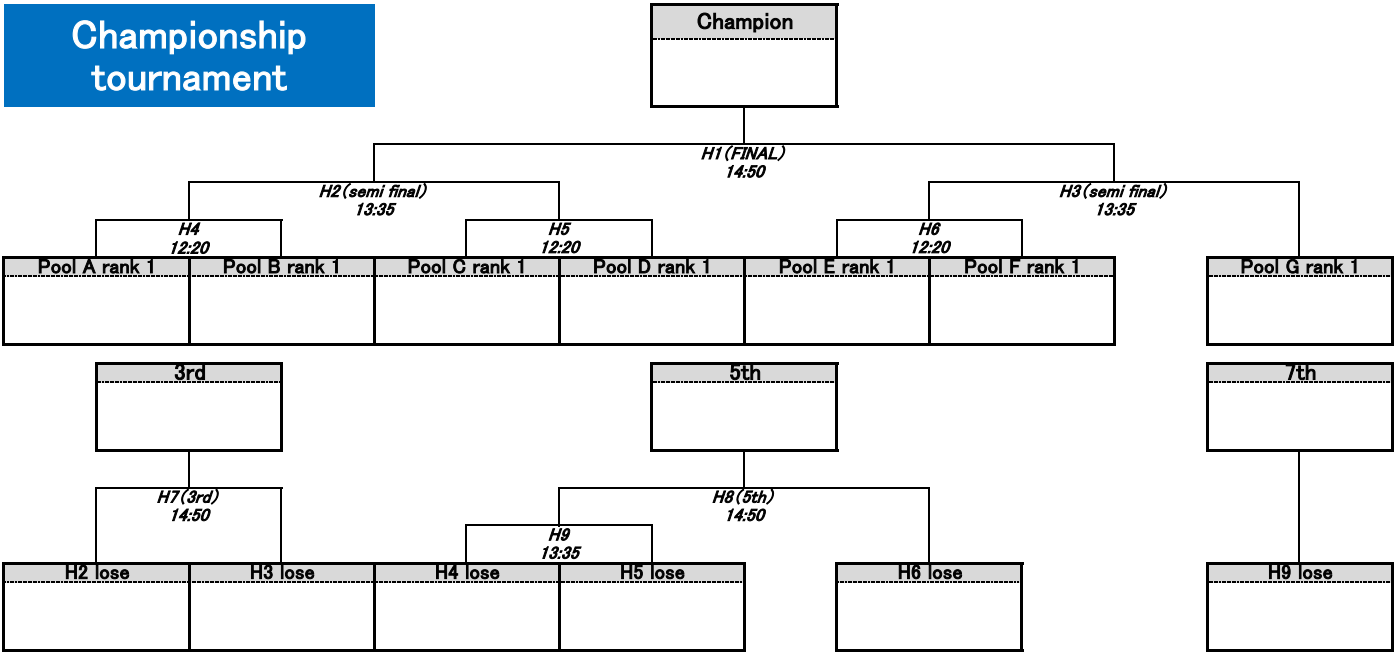 Championship
tournament
Champion
H1(FINAL)
14:50
H2(semi final)
13:35
H3(semi final)
13:35
H4
12:20
H5
12:20
H6
12:20
Pool A rank 1
Pool B rank 1
Pool C rank 1
Pool D rank 1
Pool E rank 1
Pool F rank 1
Pool G rank 1
3rd
5th
7th
H7(3rd)
14:50
H8(5th)
14:50
H9
13:35
H2 lose
H3 lose
H4 lose
H5 lose
H6 lose
H9 lose